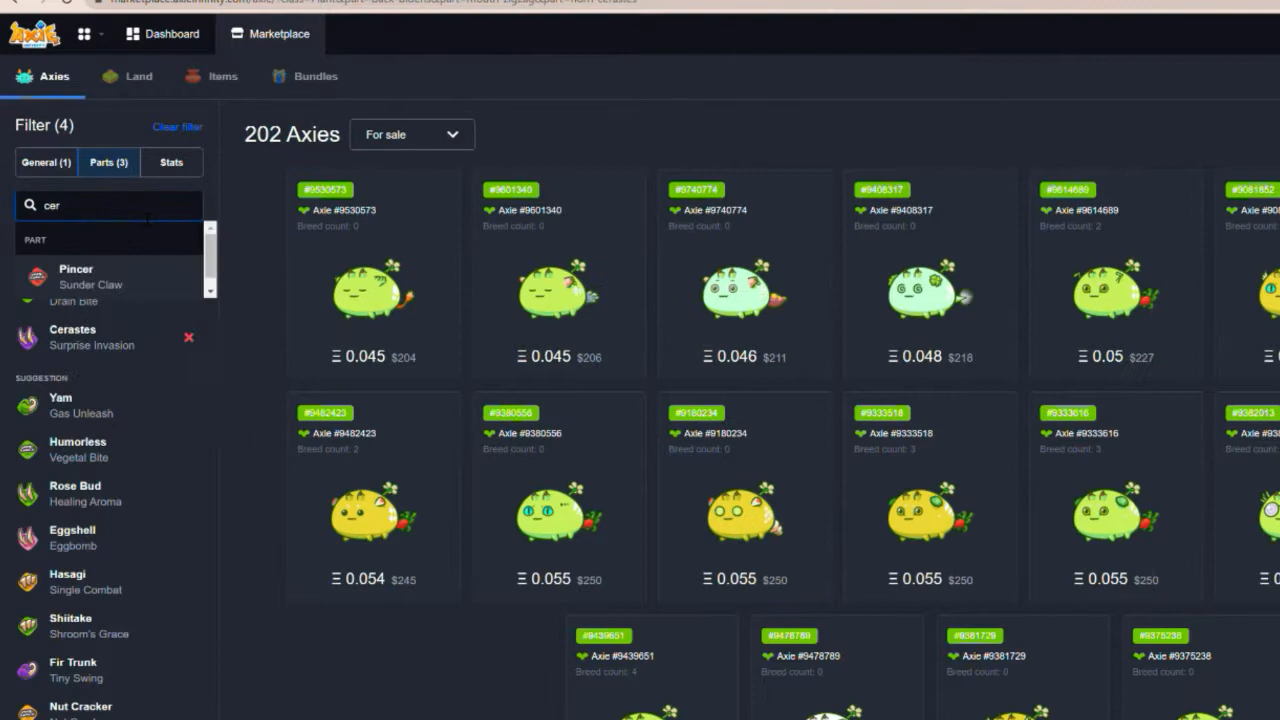 AXIE
Dashboard
Marketplace
Axies
Land
Items
Bundles
Filter (4)
Clear filter
General (1)
Parts (3)
Stats
cer
PART
Pincer
Sunder Claw
Drain Bite
Cerastes
Surprise Invasion
SUGGESTION
Yam
Gas Unleash
Humorless
Vegetal Bite
Rose Bud
Healing Aroma
Eggshell
Eggbomb
Hasagi
Single Combat
Shiitake
Shroom's Grace
Fir Trunk
Tiny Swing
Nut Cracker
202 Axies
For sale
#9530573
Axie #9530573
Breed count: 0
Ξ 0.045 $204
#9601340
Axie #9601340
Breed count: 0
Ξ 0.045 $206
#9740774
Axie #9740774
Breed count: 0
Ξ 0.046 $211
#9408317
Axie #9408317
Breed count: 0
Ξ 0.048 $218
#9614689
Axie #9614689
Breed count: 2
Ξ 0.05 $227
#9081852
#9482423
Axie #9482423
Breed count: 2
Ξ 0.054 $245
#9380556
Axie #9380556
Breed count: 0
Ξ 0.055 $250
#9180234
Axie #9180234
Breed count: 0
Ξ 0.055 $250
#9333518
Axie #9333518
Breed count: 3
Ξ 0.055 $250
#9333616
Axie #9333616
Breed count: 3
Ξ 0.055 $250
#9382013
#9439651
Axie #9439651
Breed count: 4
#9478789
Axie #9478789
Breed count: 0
#9381729
Axie #9381729
Breed count: 0
#9375238
Axie #9375238
Breed count: 0